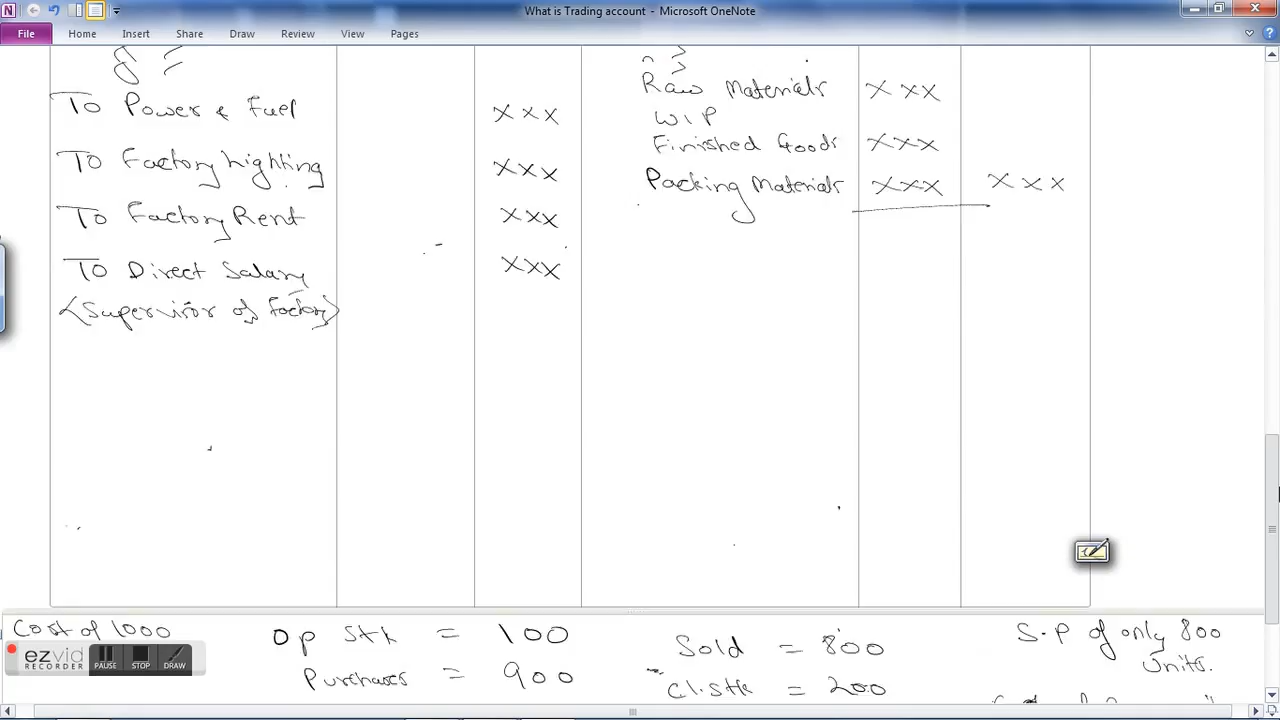 What is Trading account - Microsoft OneNote
File Home Insert Share Draw Review View Pages
To Power & Fuel XXX
To Factory Lighting XXX
To Factory Rent XXX
To Direct Salary XXX
(Supervisor of Factory)
Raw Materials XXX
WIP
Finished Goods XXX
Packing Materials XXX XXX
Cost of 1000
Op Stk = 100
Purchases = 900
Sold = 800
Cl. Stk = 200
S.P of only 800
Units.
ezvid
RECORDER
PAUSE STOP DRAW